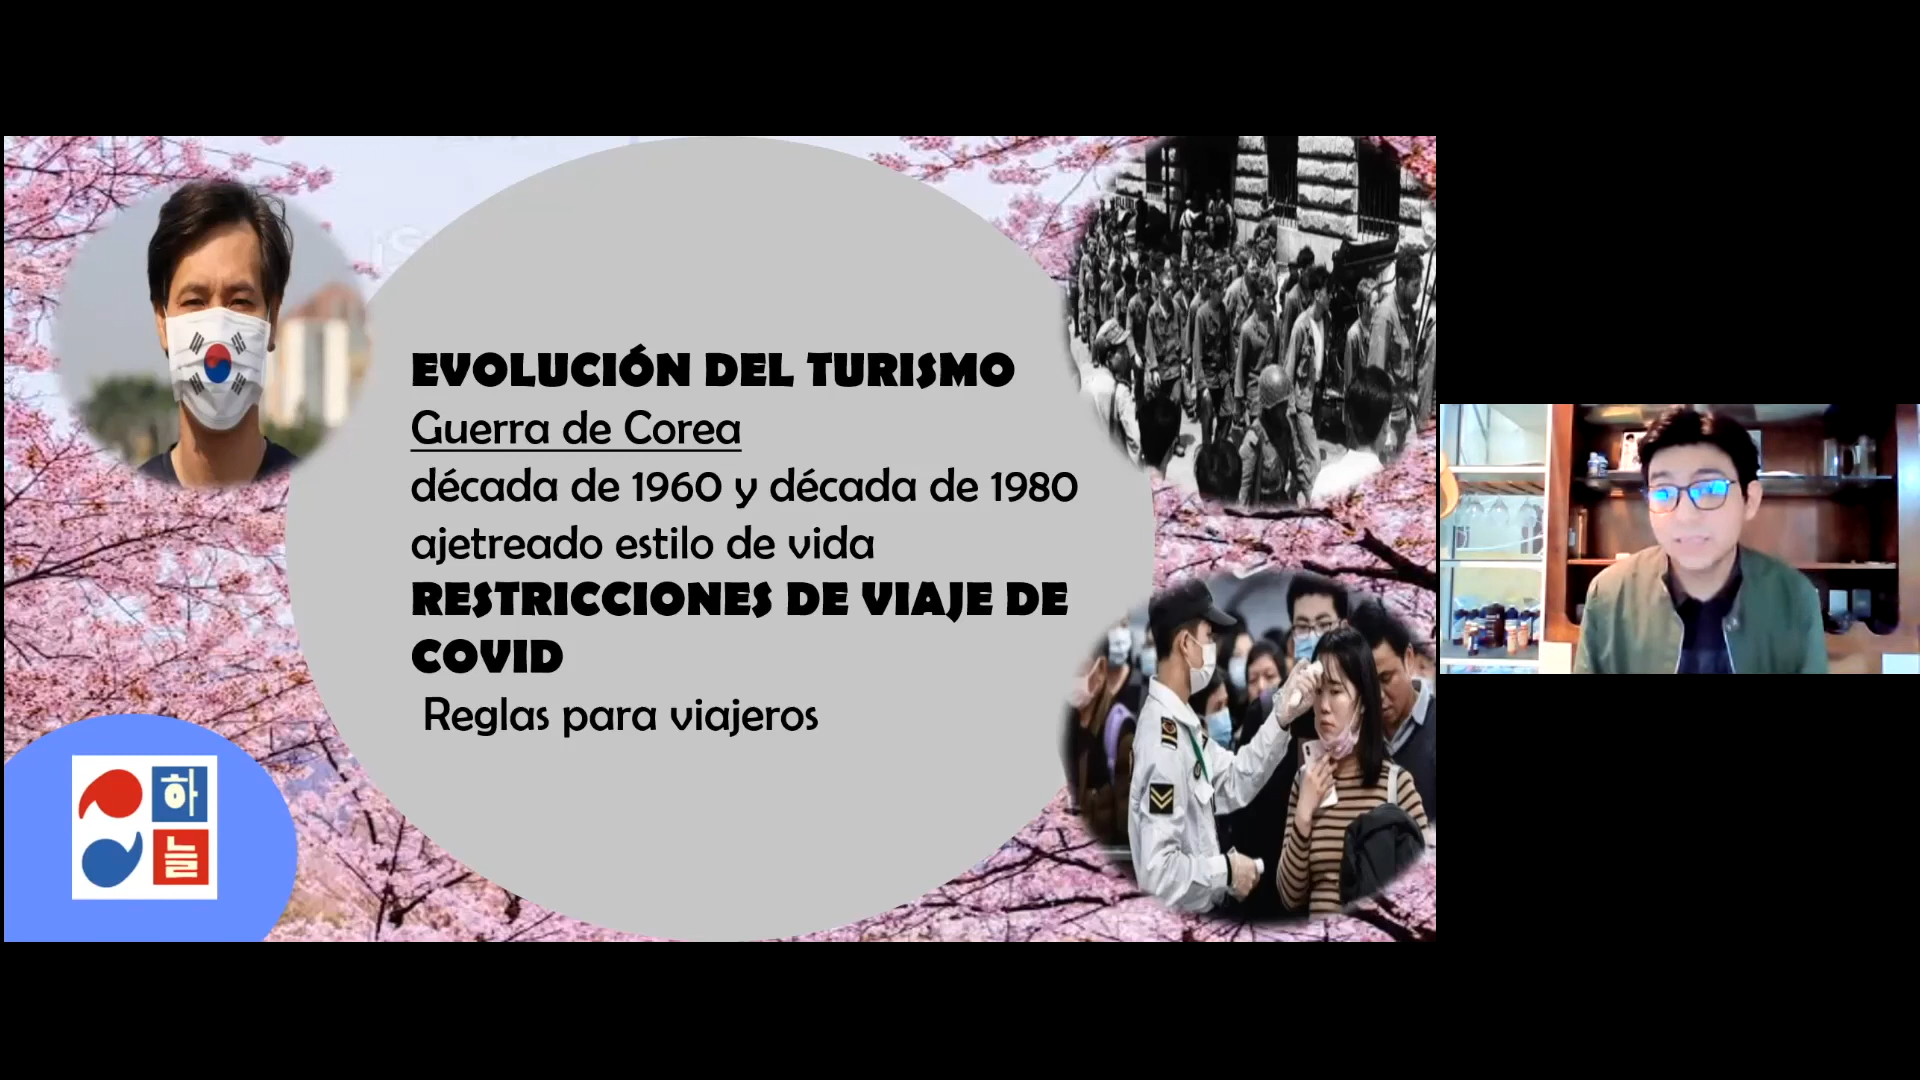 EVOLUCIÓN DEL TURISMO
Guerra de Corea
década de 1960 y década de 1980
ajetreado estilo de vida
RESTRICCIONES DE VIAJE DE
COVID
Reglas para viajeros
하
늘